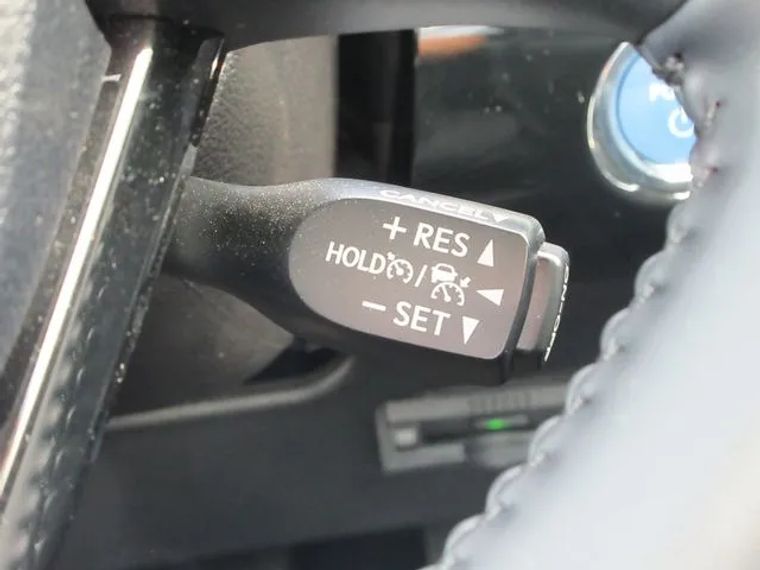 CANCEL
+ RES ▲
HOLD / ◀
− SET ▼